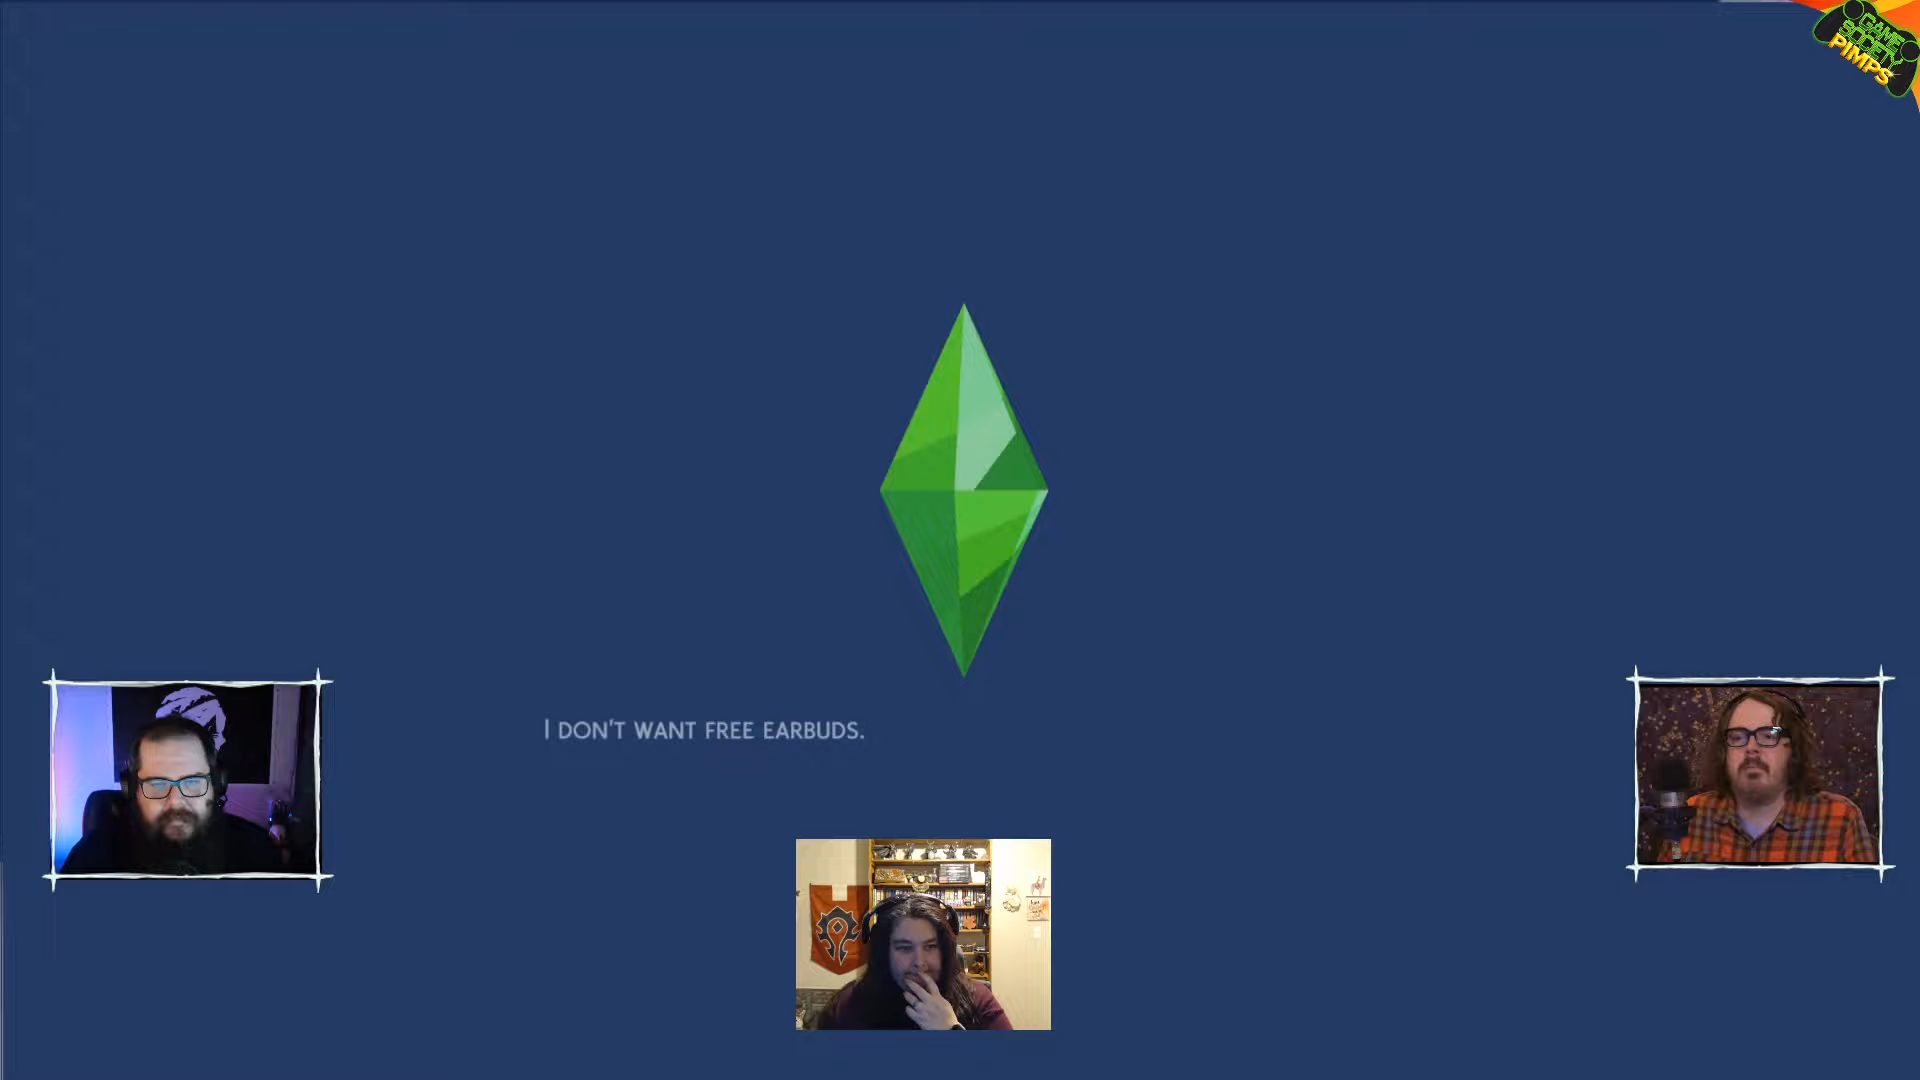 GAME
SOCIETY
PIMPS
I DON'T WANT FREE EARBUDS.